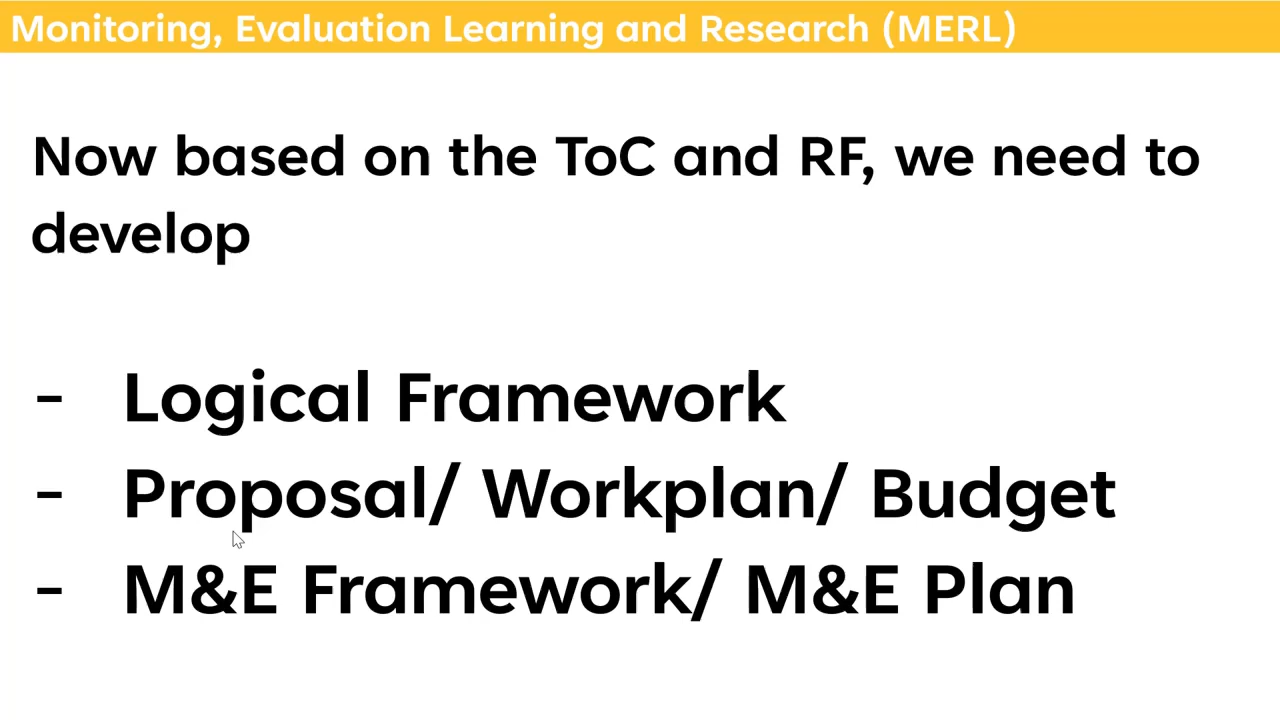 Monitoring, Evaluation Learning and Research (MERL)
Now based on the ToC and RF, we need to
develop
- Logical Framework
- Proposal/ Workplan/ Budget
- M&E Framework/ M&E Plan